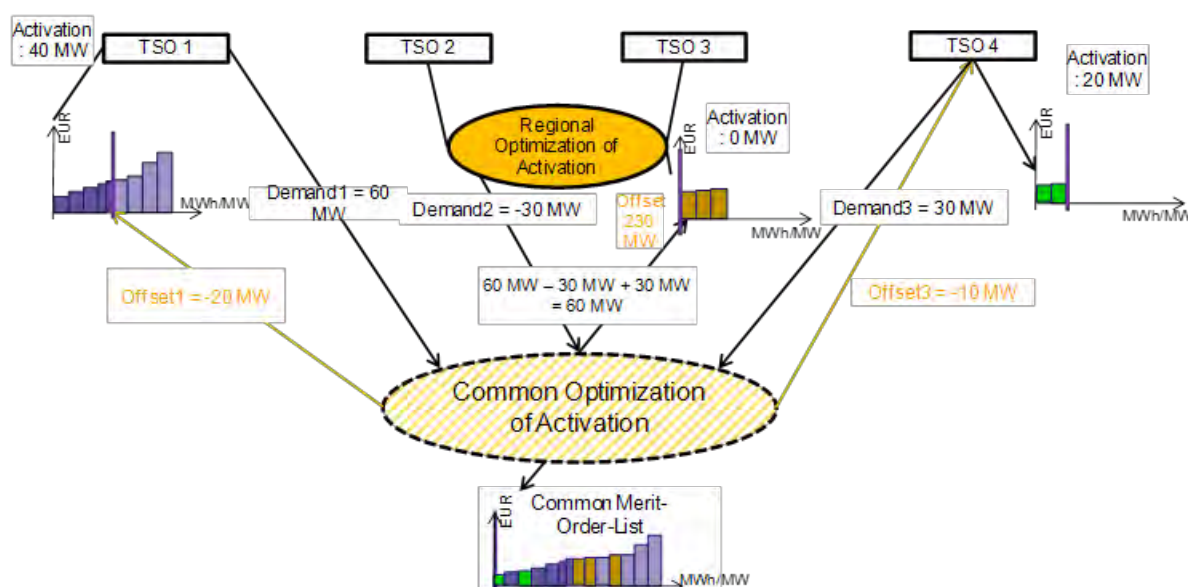 Activation
: 40 MW
TSO 1
TSO 2
TSO 3
TSO 4
Activation
: 20 MW
Regional
Optimization of
Activation
Activation
: 0 MW
EUR
EUR
EUR
MWh/MW
Demand1 = 60
MW
Demand2 = -30 MW
Offset
230
MW
MWh/MW
Demand3 = 30 MW
MWh/MW
Offset1 = -20 MW
60 MW – 30 MW + 30 MW
= 60 MW
Offset3 = -10 MW
Common Optimization
of Activation
EUR
Common Merit-
Order-List
MWh/MW